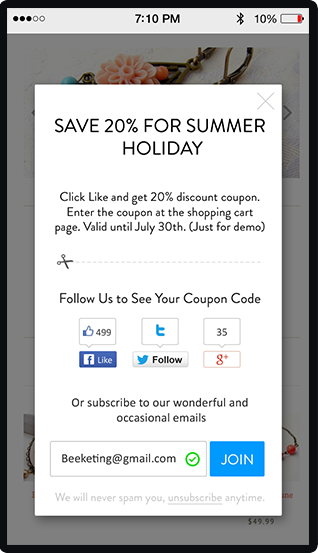 7:10 PM
10%
SAVE 20% FOR SUMMER
HOLIDAY
Click Like and get 20% discount coupon.
Enter the coupon at the shopping cart
page. Valid until July 30th. (Just for demo)
Follow Us to See Your Coupon Code
499
35
f Like
Follow
g+
Or subscribe to our wonderful and
occasional emails
Beeketing@gmail.com
JOIN
We will never spam you, unsubscribe anytime.
$49.99